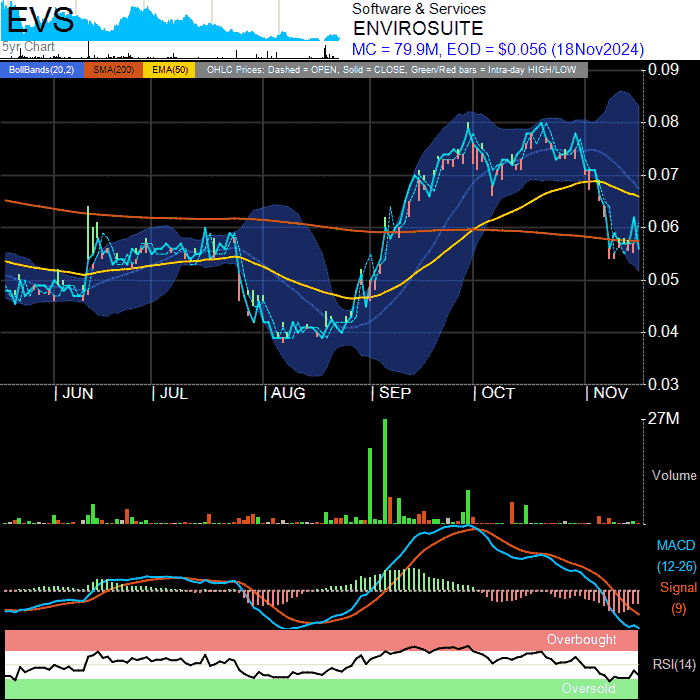 EVS
5yr Chart
Software & Services
ENVIROSUITE
MC = 79.9M, EOD = $0.056 (18Nov2024)
BollBands(20,2) SMA(200) EMA(50) OHLC Prices: Dashed = OPEN, Solid = CLOSE, Green/Red bars = Intra-day HIGH/LOW
0.09
0.08
0.07
0.06
0.05
0.04
0.03
JUN JUL AUG SEP OCT NOV
27M
Volume
MACD
(12-26)
Signal
(9)
Overbought
RSI(14)
Oversold